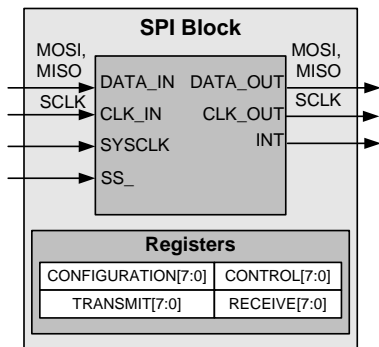 SPI Block
MOSI,
MISO
MOSI,
MISO
DATA_IN DATA_OUT
SCLK SCLK
CLK_IN CLK_OUT
SYSCLK INT
SS_
Registers
CONFIGURATION[7:0] CONTROL[7:0]
TRANSMIT[7:0] RECEIVE[7:0]